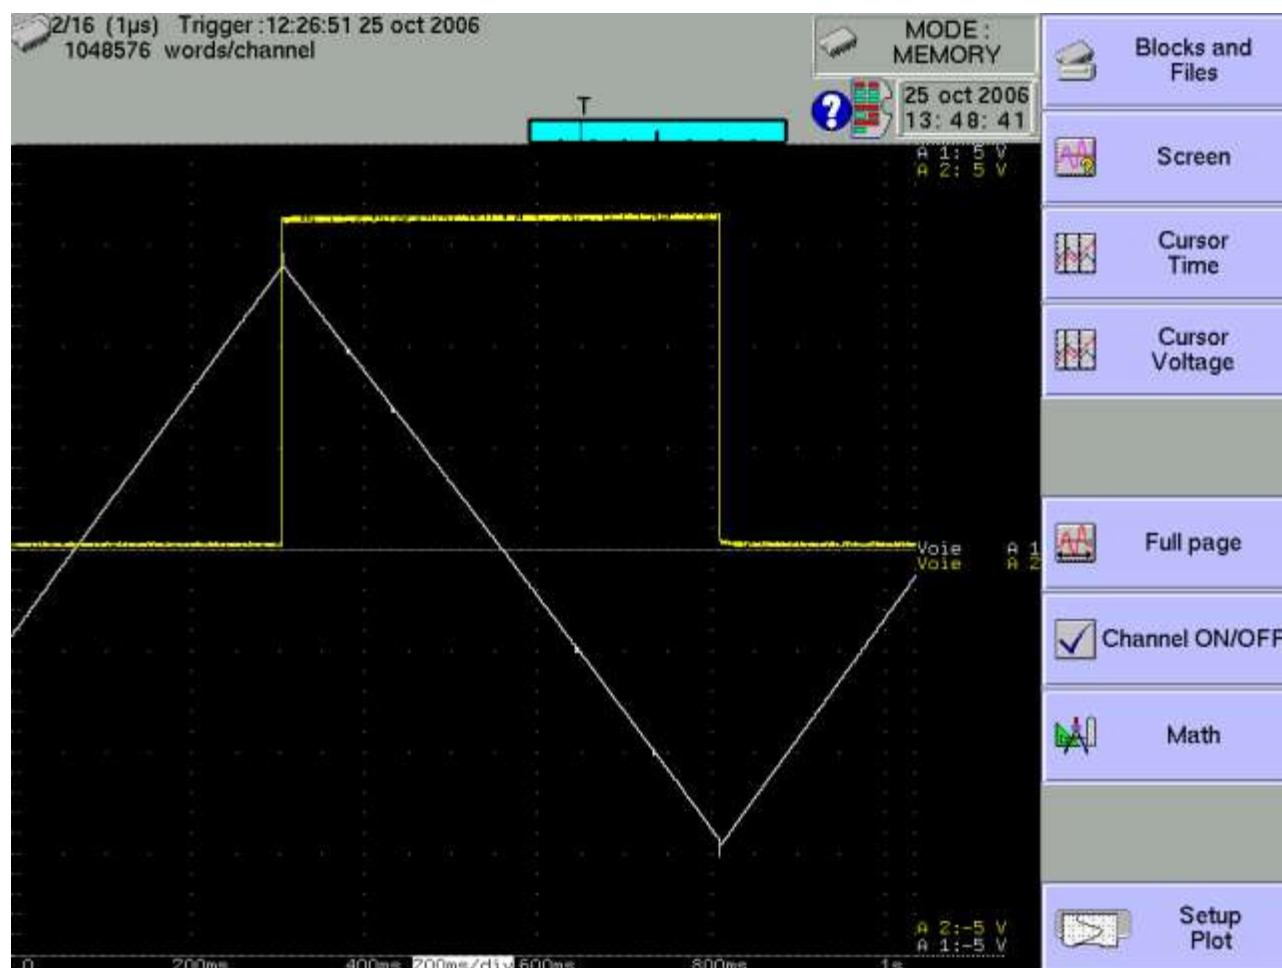 2/16 (1µs) Trigger :12:26:51 25 oct 2006
1048576 words/channel
T
MODE :
MEMORY
?
25 oct 2006
13: 48: 41
A 1: 5 V
A 2: 5 V
Voie A 1
Voie A 2
A 2:-5 V
A 1:-5 V
0 200ms 400ms 200ms/div 600ms 800ms 1s
Blocks and
Files
Screen
Cursor
Time
Cursor
Voltage
Full page
Channel ON/OFF
Math
Setup
Plot